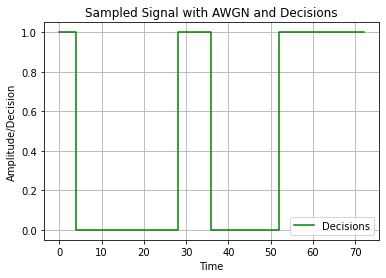 Sampled Signal with AWGN and Decisions
1.0
0.8
0.6
0.4
0.2
0.0
Amplitude/Decision
Decisions
0 10 20 30 40 50 60 70
Time